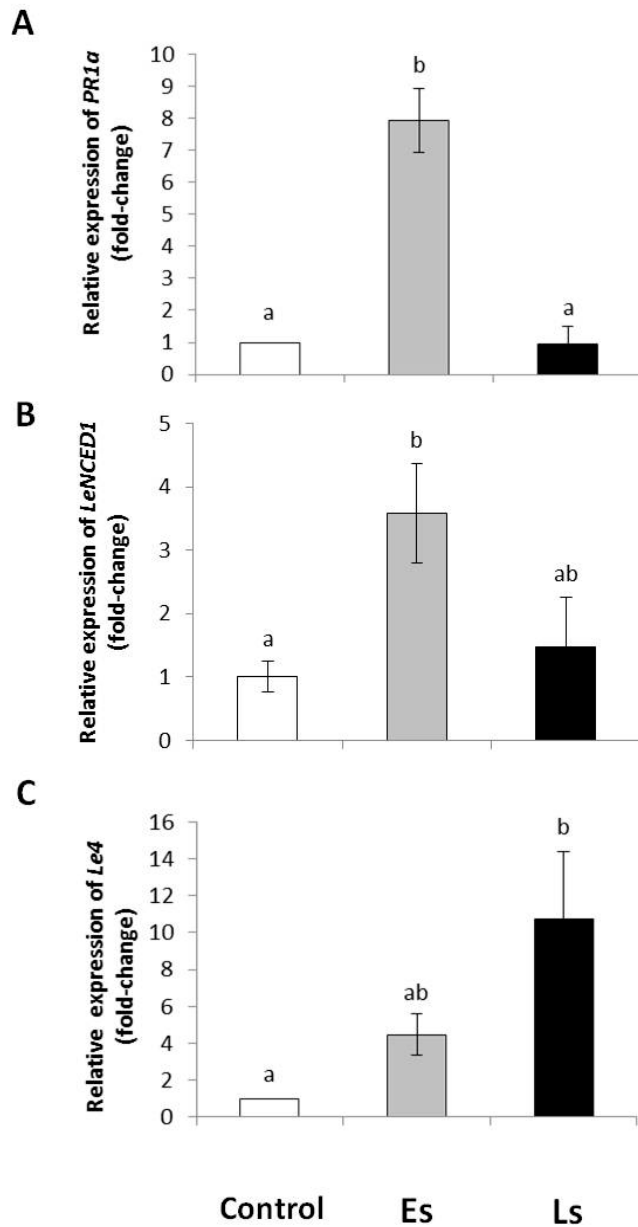 A
Relative expression of PR1a
(fold-change)
10
9
8
7
6
5
4
3
2
1
0
a
b
a
B
Relative expression of LeNCED1
(fold-change)
5
4
3
2
1
0
a
b
ab
C
Relative expression of Le4
(fold-change)
16
14
12
10
8
6
4
2
0
a
ab
b
Control Es Ls